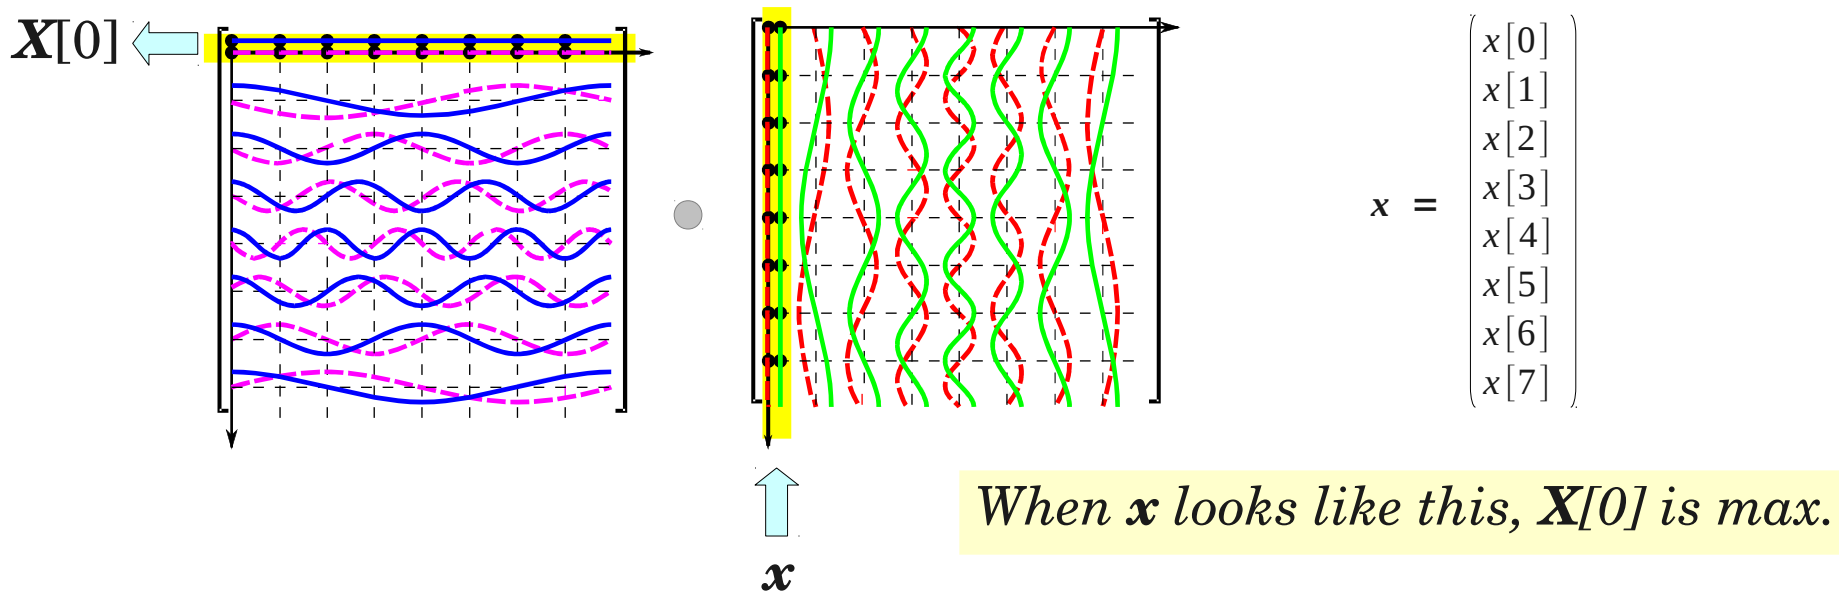 X[0]
x =
x[0]
x[1]
x[2]
x[3]
x[4]
x[5]
x[6]
x[7]
When x looks like this, X[0] is max.
x